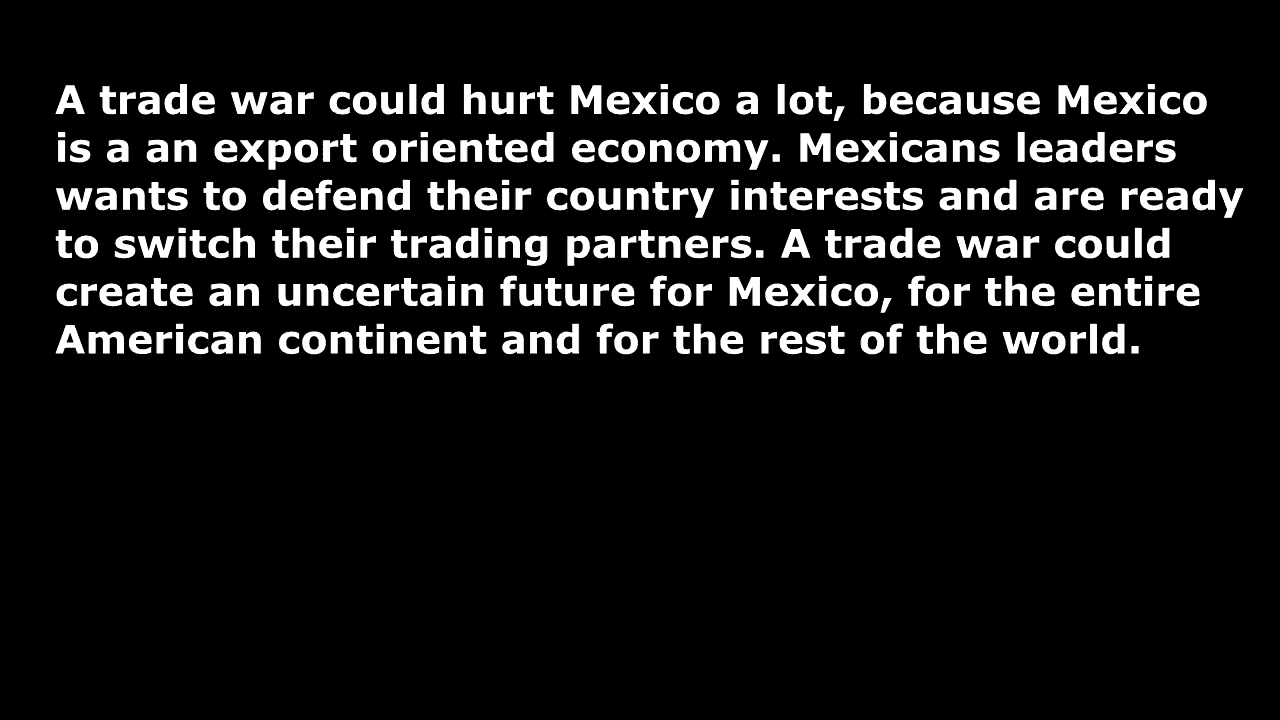 A trade war could hurt Mexico a lot, because Mexico
is a an export oriented economy. Mexicans leaders
wants to defend their country interests and are ready
to switch their trading partners. A trade war could
create an uncertain future for Mexico, for the entire
American continent and for the rest of the world.